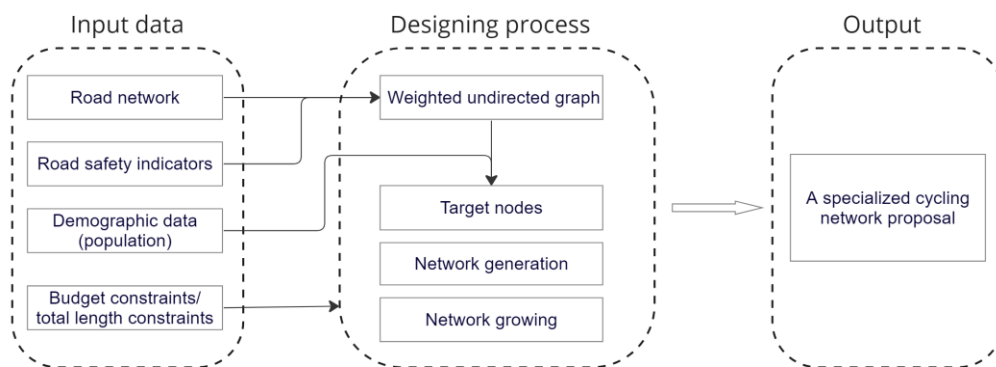 Input data
Designing process
Output
Road network
Road safety indicators
Demographic data
(population)
Budget constraints/
total length constraints
Weighted undirected graph
Target nodes
Network generation
Network growing
A specialized cycling
network proposal